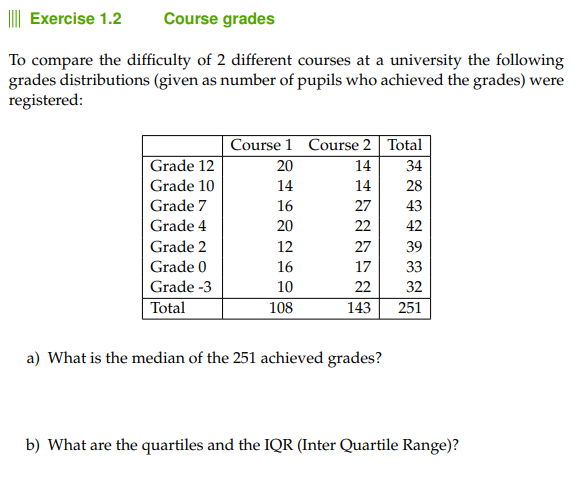 Exercise 1.2 Course grades
To compare the difficulty of 2 different courses at a university the following
grades distributions (given as number of pupils who achieved the grades) were
registered:
Course 1 Course 2 Total
Grade 12 20 14 34
Grade 10 14 14 28
Grade 7 16 27 43
Grade 4 20 22 42
Grade 2 12 27 39
Grade 0 16 17 33
Grade -3 10 22 32
Total 108 143 251
a) What is the median of the 251 achieved grades?
b) What are the quartiles and the IQR (Inter Quartile Range)?